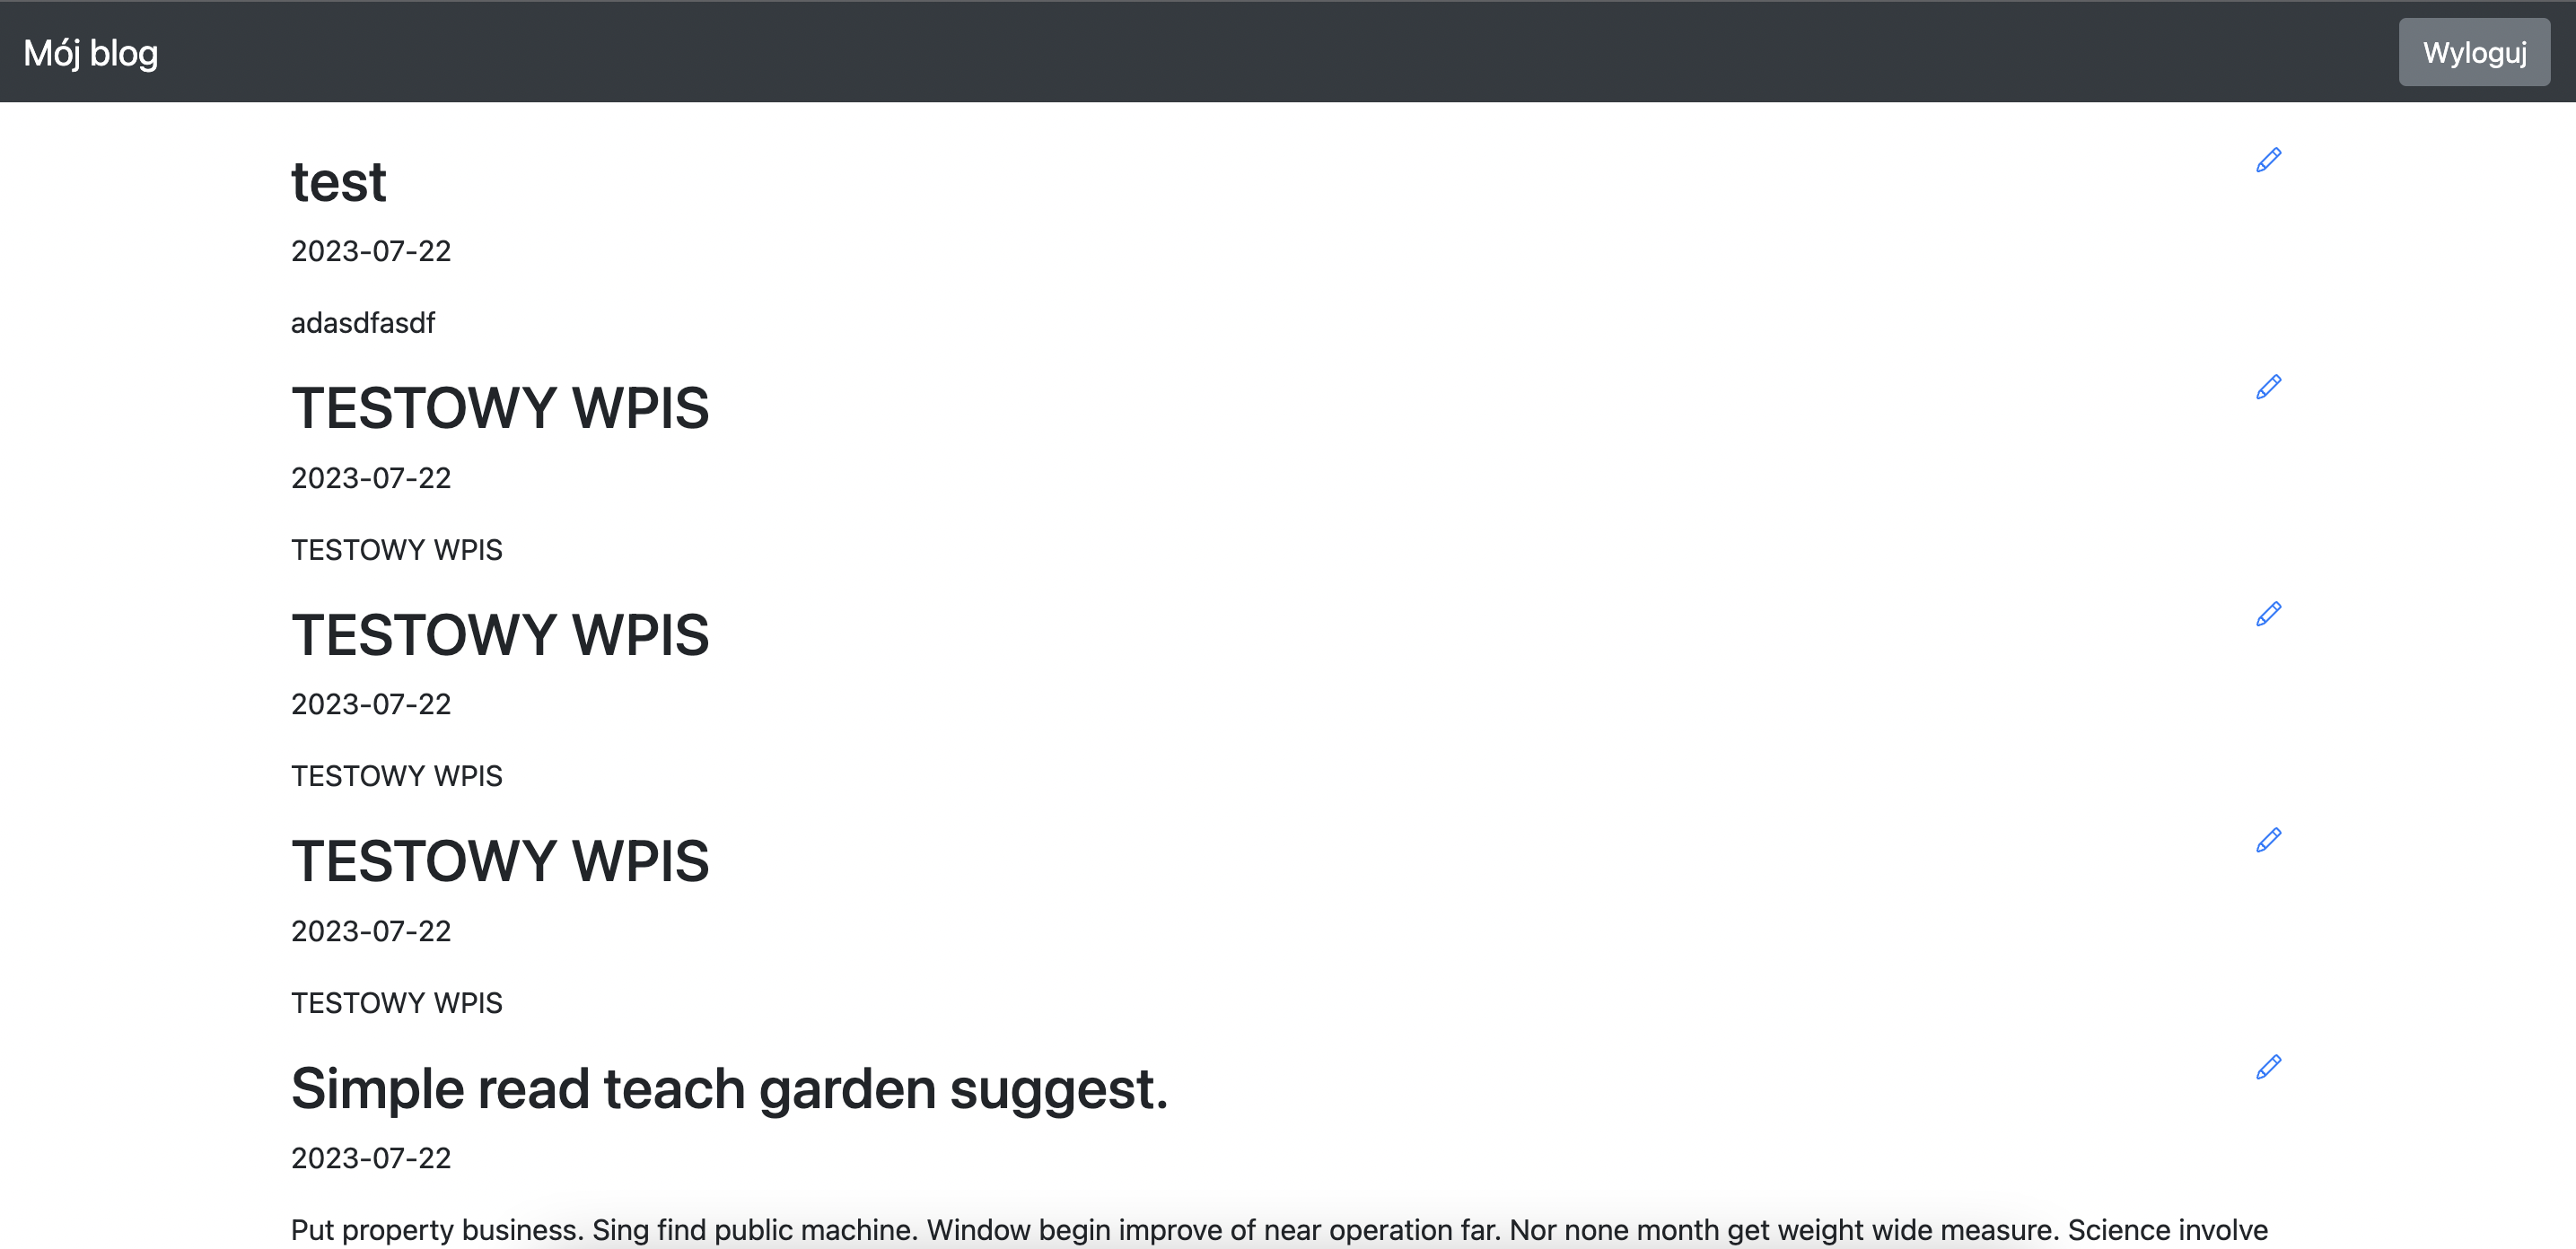 Mój blog
Wyloguj
test
2023-07-22
adasdfasdf
TESTOWY WPIS
2023-07-22
TESTOWY WPIS
TESTOWY WPIS
2023-07-22
TESTOWY WPIS
TESTOWY WPIS
2023-07-22
TESTOWY WPIS
Simple read teach garden suggest.
2023-07-22
Put property business. Sing find public machine. Window begin improve of near operation far. Nor none month get weight wide measure. Science involve